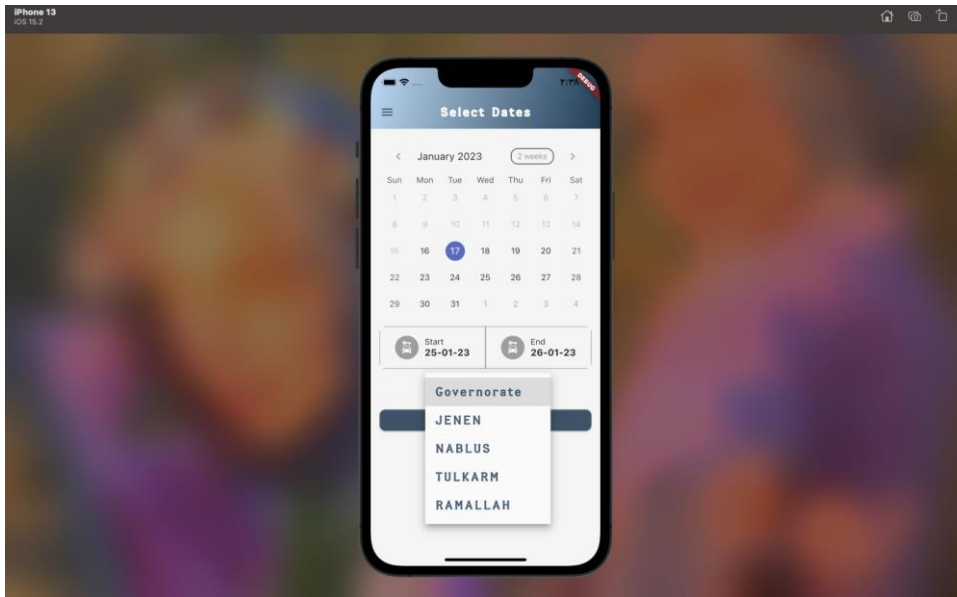 iPhone 13
iOS 15.2
DEBUG
Select Dates
January 2023 2 weeks
Sun Mon Tue Wed Thu Fri Sat
1 2 3 4 5 6 7
8 9 10 11 12 13 14
15 16 17 18 19 20 21
22 23 24 25 26 27 28
29 30 31 1 2 3 4
Start End
25-01-23 26-01-23
Governorate
JENEN
NABLUS
TULKARM
RAMALLAH